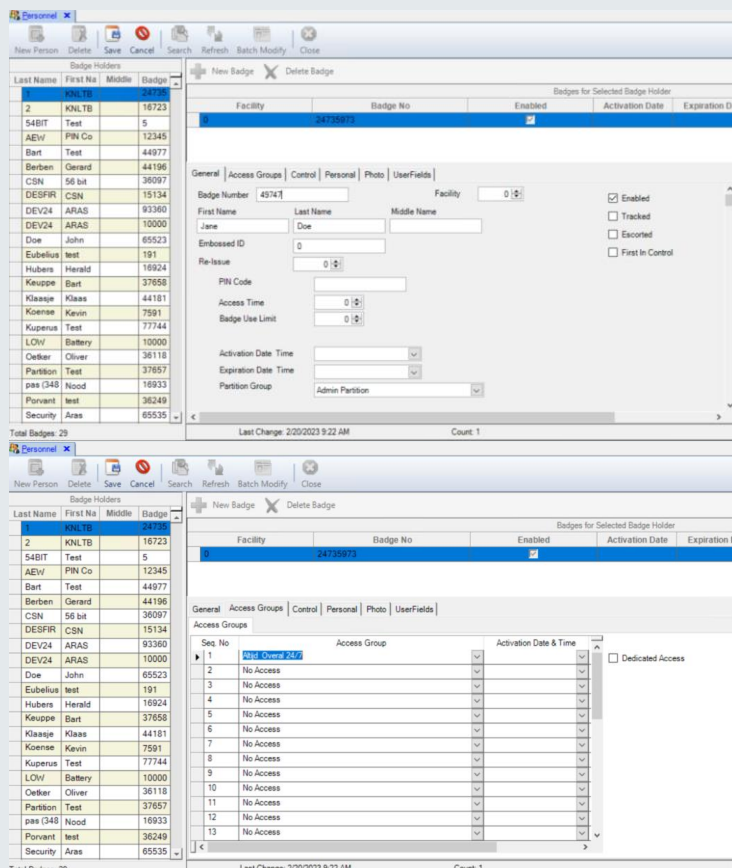 Personnel
New Person Delete Save Cancel Search Refresh Batch Modify Close
Badge Holders
Last Name First Na Middle Badge
1 KNLTB 24735
2 KNLTB 16723
54BIT Test 5
AEW PIN Co 12345
Bart Test 44977
Berben Gerard 44196
CSN 56 bit 36097
DESFIR CSN 15134
DEV24 ARAS 93360
DEV24 ARAS 10000
Doe John 65523
Eubelius test 191
Hubers Herald 16924
Keuppe Bart 37658
Klaasje Klaas 44181
Koense Kevin 7591
Kuperus Test 77744
LOW Battery 10000
Oetker Oliver 36118
Partition Test 37657
pas (348 Nood 16933
Porvant test 36249
Security Aras 65535
Total Badges: 29
New Badge Delete Badge
Badges for Selected Badge Holder
Facility Badge No Enabled Activation Date Expiration D
0 24735973
General Access Groups Control Personal Photo UserFields
Badge Number 49747 Facility 0
First Name Last Name Middle Name
Jane Doe
Embossed ID 0
Re-Issue 0
PIN Code
Access Time 0
Badge Use Limit 0
Activation Date Time
Expiration Date Time
Partition Group Admin Partition
Enabled
Tracked
Escorted
First In Control
Last Change: 2/20/2023 9:22 AM Count: 1
Personnel
New Person Delete Save Cancel Search Refresh Batch Modify Close
Badge Holders
Last Name First Na Middle Badge
1 KNLTB 24735
2 KNLTB 16723
54BIT Test 5
AEW PIN Co 12345
Bart Test 44977
Berben Gerard 44196
CSN 56 bit 36097
DESFIR CSN 15134
DEV24 ARAS 93360
DEV24 ARAS 10000
Doe John 65523
Eubelius test 191
Hubers Herald 16924
Keuppe Bart 37658
Klaasje Klaas 44181
Koense Kevin 7591
Kuperus Test 77744
LOW Battery 10000
Oetker Oliver 36118
Partition Test 37657
pas (348 Nood 16933
Porvant test 36249
Security Aras 65535
New Badge Delete Badge
Badges for Selected Badge Holder
Facility Badge No Enabled Activation Date Expiration
0 24735973
General Access Groups Control Personal Photo UserFields
Access Groups
Seq. No Access Group Activation Date & Time
1 Altijd Overal 24/7
2 No Access
3 No Access
4 No Access
5 No Access
6 No Access
7 No Access
8 No Access
9 No Access
10 No Access
11 No Access
12 No Access
13 No Access
Dedicated Access
Last Change: 2/20/2023 9:22 AM Count: 1